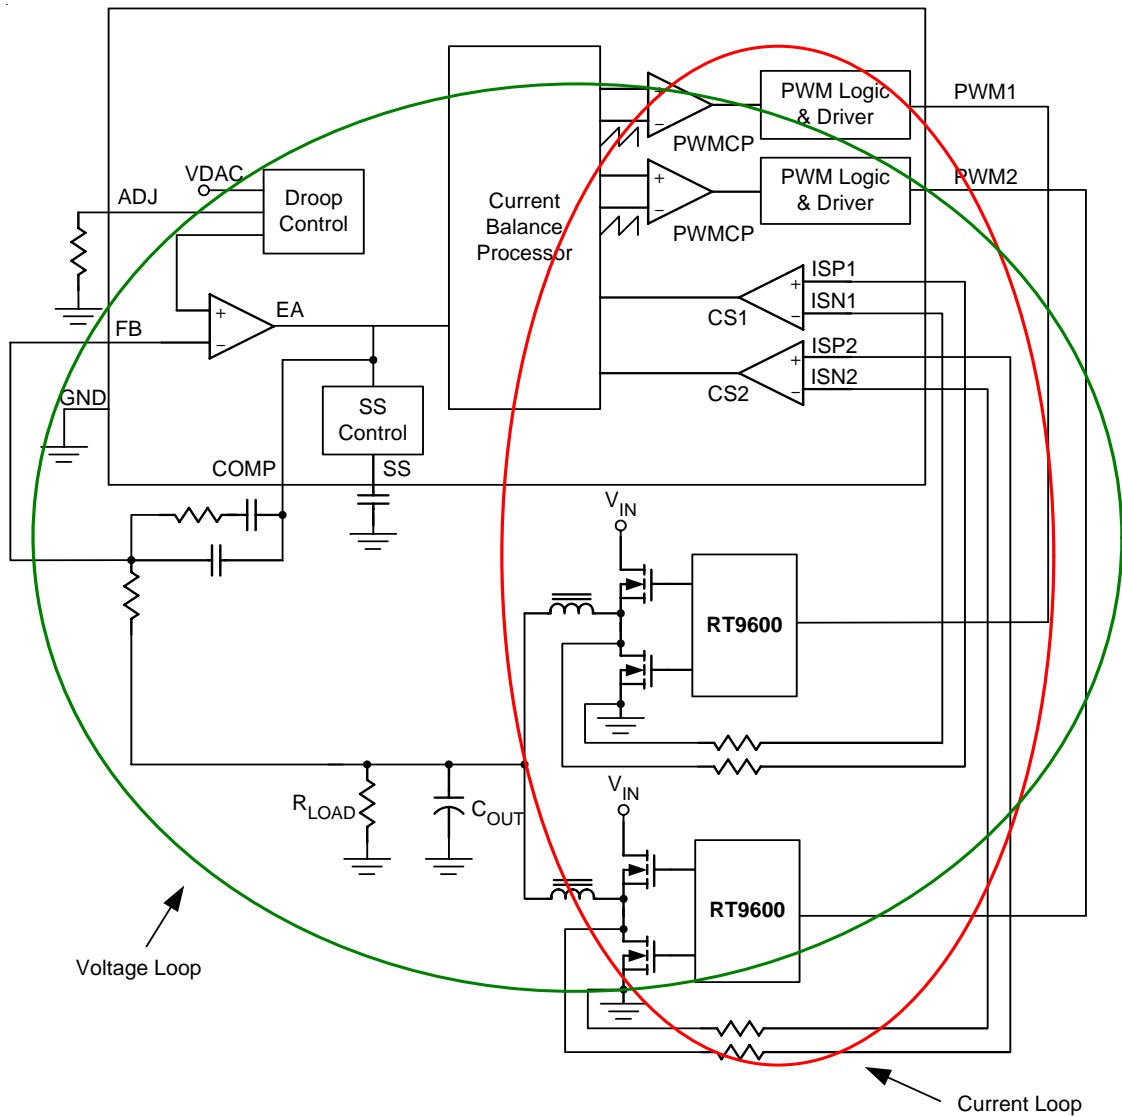 PWM Logic
& Driver
PWM1
PWMCP
VDAC
ADJ
Droop
Control
Current
Balance
Processor
+
−
PWM Logic
& Driver
PWM2
+
−
PWMCP
ISP1
+
ISN1
−
CS1
EA
+
−
FB
ISP2
+
ISN2
−
CS2
GND
SS
Control
COMP
SS
VIN
RT9600
RLOAD
COUT
VIN
RT9600
Voltage Loop
Current Loop